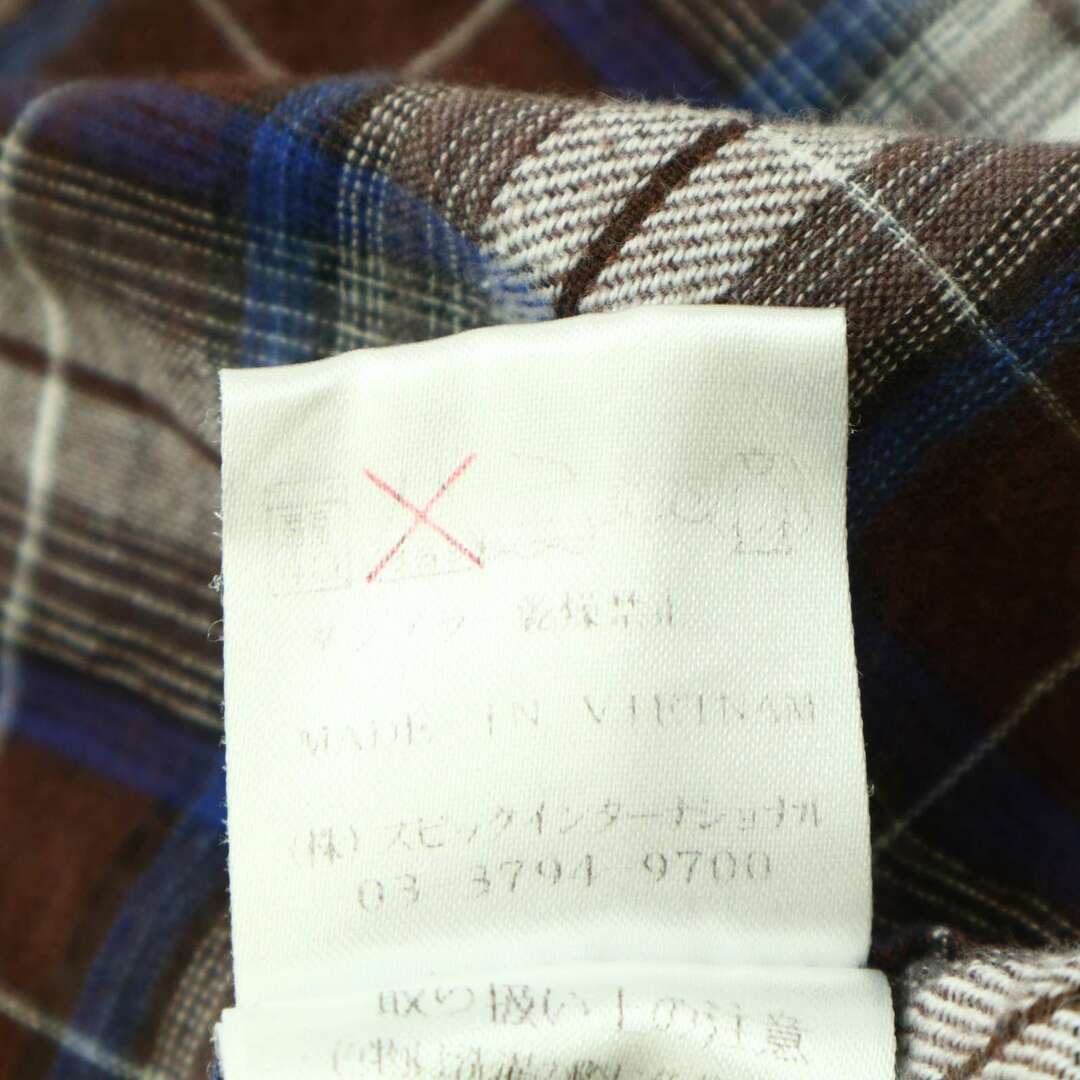 タンブラー乾燥禁止
MADE IN VIETNAM
(株)スピックインターナショナル
03-3794-9700
取り扱い上の注意